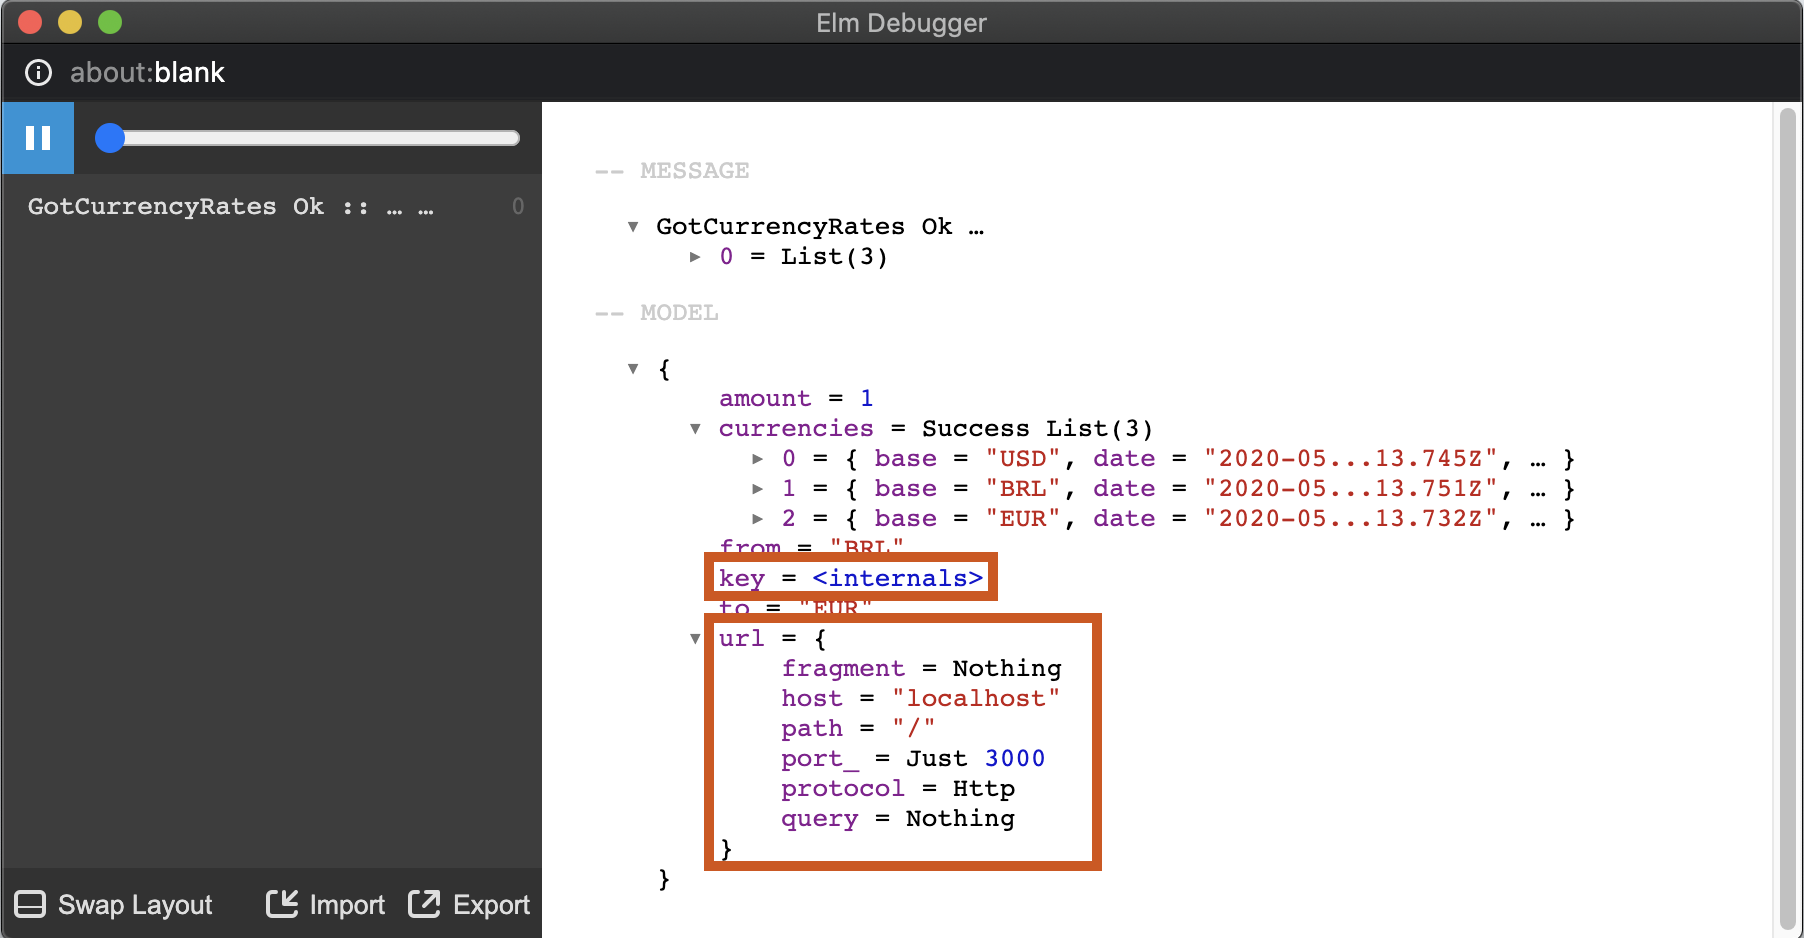 Elm Debugger
about:blank
GotCurrencyRates Ok :: … … 0
-- MESSAGE
▼ GotCurrencyRates Ok …
▶ 0 = List(3)
-- MODEL
▼ {
amount = 1
▼ currencies = Success List(3)
▶ 0 = { base = "USD", date = "2020-05...13.745Z", … }
▶ 1 = { base = "BRL", date = "2020-05...13.751Z", … }
▶ 2 = { base = "EUR", date = "2020-05...13.732Z", … }
from = "BRL"
key = <internals>
to = "EUR"
▼ url = {
fragment = Nothing
host = "localhost"
path = "/"
port_ = Just 3000
protocol = Http
query = Nothing
}
}
Swap Layout Import Export